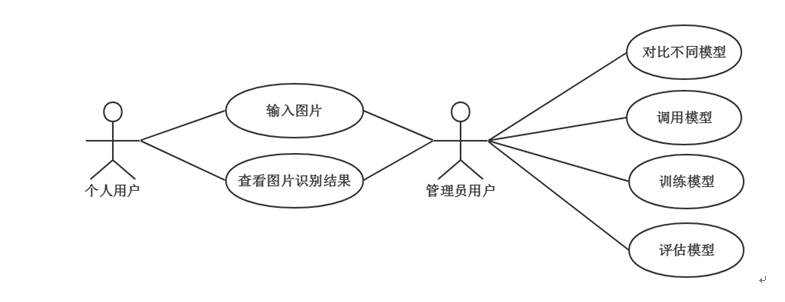 对比不同模型
输入图片
调用模型
查看图片识别结果
训练模型
个人用户
管理员用户
评估模型